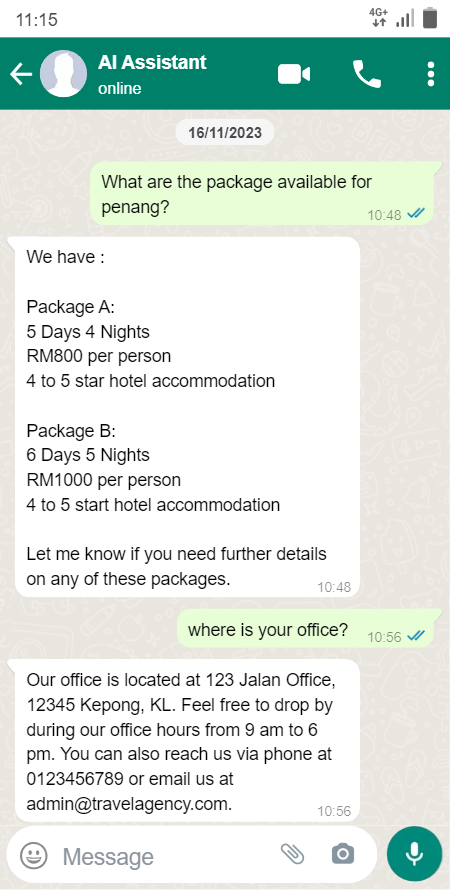 11:15
4G+
AI Assistant
online
16/11/2023
What are the package available for
penang?
10:48
We have :
Package A:
5 Days 4 Nights
RM800 per person
4 to 5 star hotel accommodation
Package B:
6 Days 5 Nights
RM1000 per person
4 to 5 start hotel accommodation
Let me know if you need further details
on any of these packages.
10:48
where is your office?
10:56
Our office is located at 123 Jalan Office,
12345 Kepong, KL. Feel free to drop by
during our office hours from 9 am to 6
pm. You can also reach us via phone at
0123456789 or email us at
admin@travelagency.com.
10:56
Message